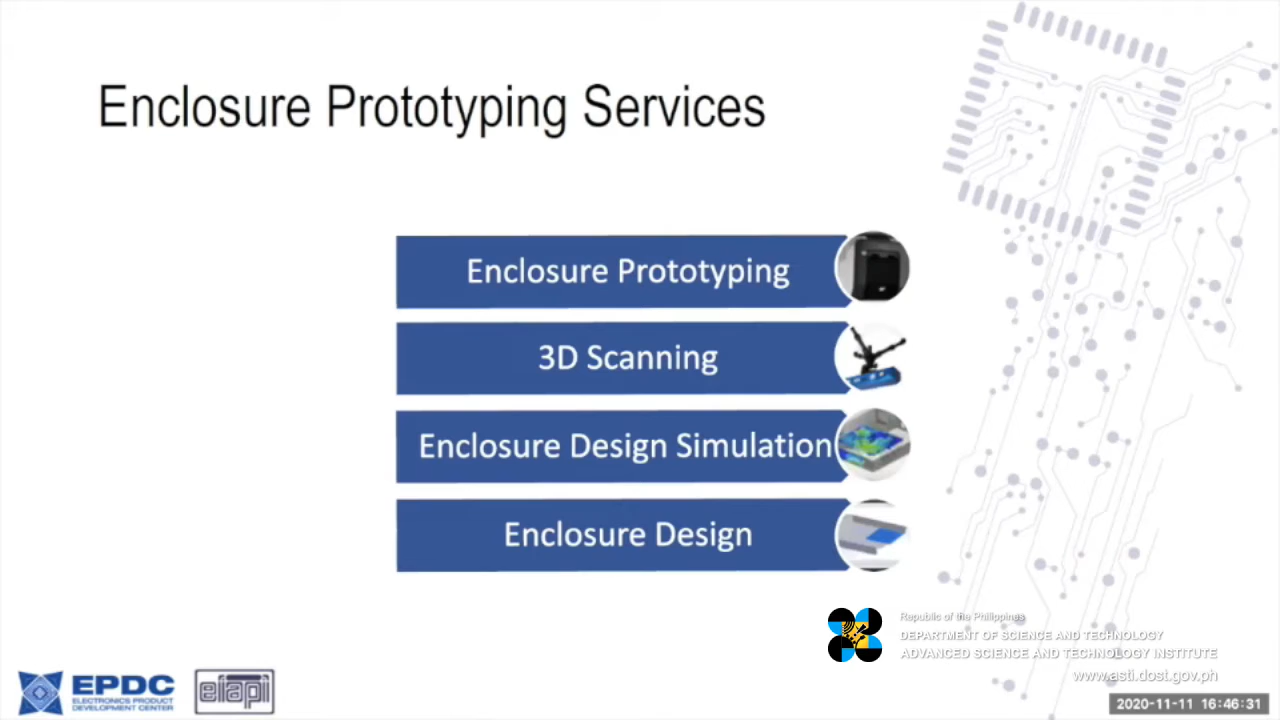 Enclosure Prototyping Services
Enclosure Prototyping
3D Scanning
Enclosure Design Simulation
Enclosure Design
Republic of the Philippines
DEPARTMENT OF SCIENCE AND TECHNOLOGY
ADVANCED SCIENCE AND TECHNOLOGY INSTITUTE
www.asti.dost.gov.ph
EPDC
ELECTRONICS PRODUCT
DEVELOPMENT CENTER
eiapi
2020-11-11 16:46:31